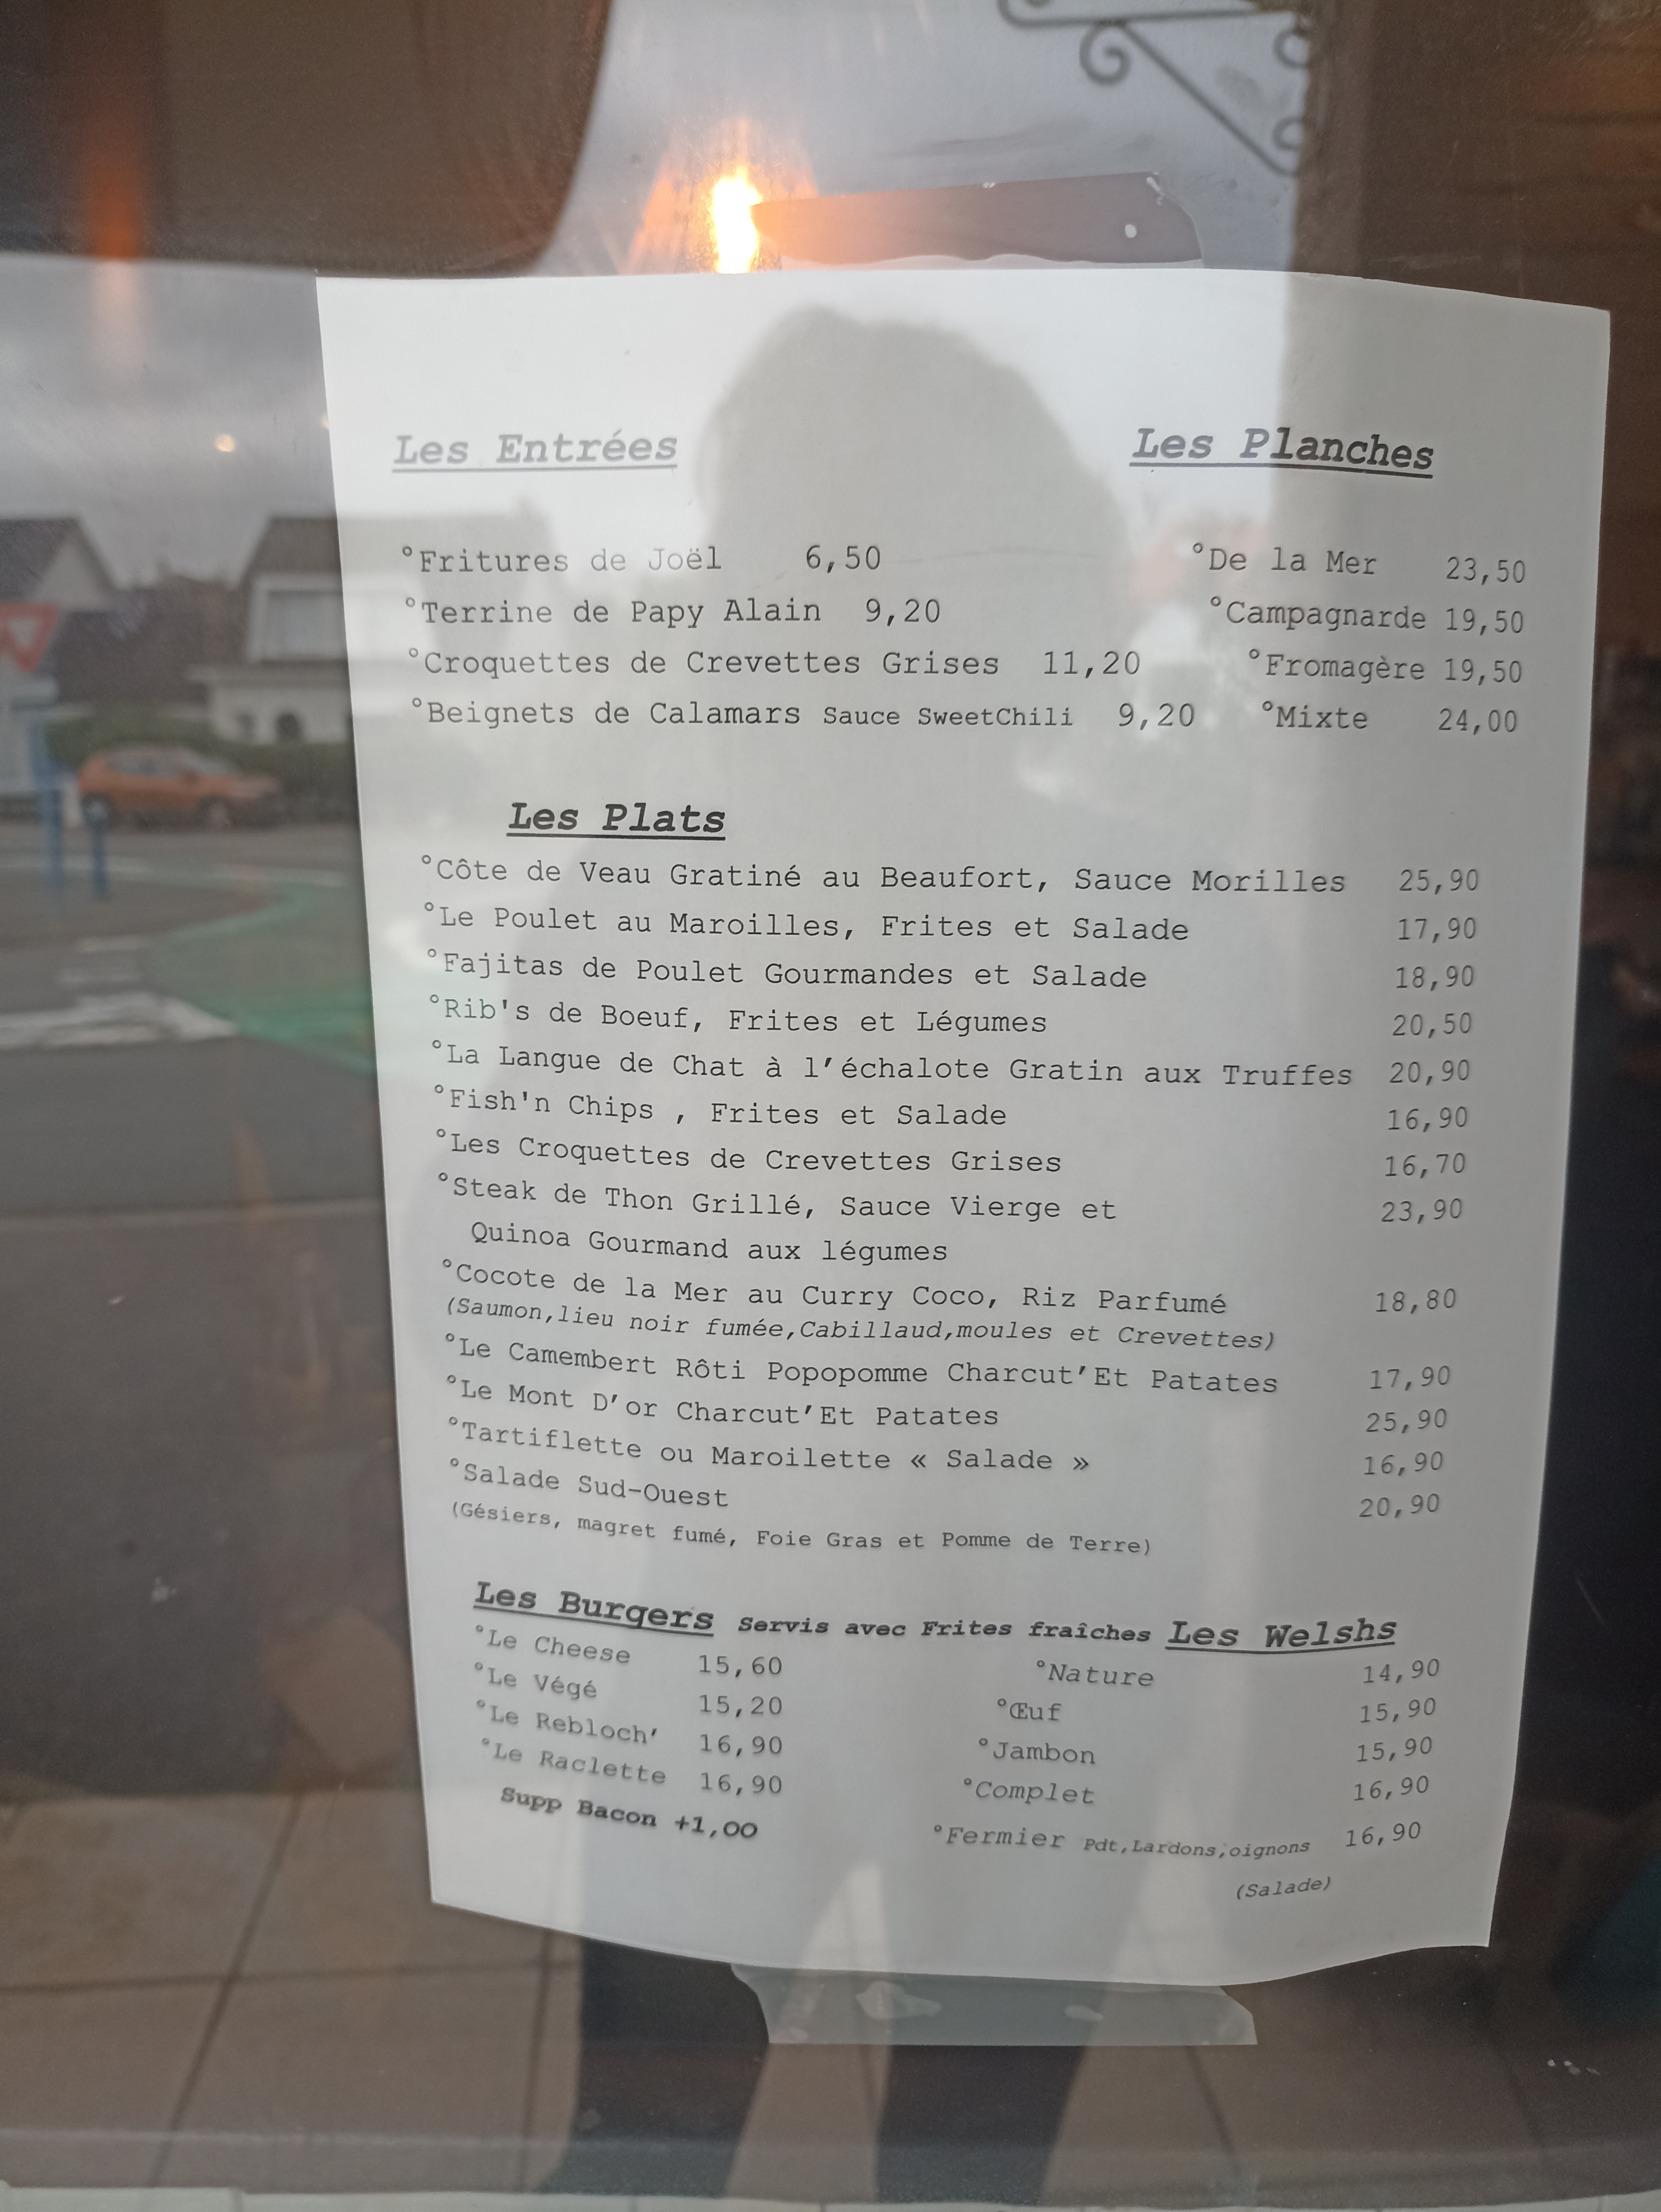 Les Entrées
°Fritures de Joël 6,50
°Terrine de Papy Alain 9,20
°Croquettes de Crevettes Grises 11,20
°Beignets de Calamars Sauce SweetChili 9,20
Les Planches
°De la Mer 23,50
°Campagnarde 19,50
°Fromagère 19,50
°Mixte 24,00
Les Plats
°Côte de Veau Gratiné au Beaufort, Sauce Morilles 25,90
°Le Poulet au Maroilles, Frites et Salade 17,90
°Fajitas de Poulet Gourmandes et Salade 18,90
°Rib's de Boeuf, Frites et Légumes 20,50
°La Langue de Chat à l'échalote Gratin aux Truffes 20,90
°Fish'n Chips , Frites et Salade 16,90
°Les Croquettes de Crevettes Grises 16,70
°Steak de Thon Grillé, Sauce Vierge et 23,90
Quinoa Gourmand aux légumes
°Cocote de la Mer au Curry Coco, Riz Parfumé 18,80
(Saumon,lieu noir fumée,Cabillaud,moules et Crevettes)
°Le Camembert Rôti Popopomme Charcut'Et Patates 17,90
°Le Mont D'or Charcut'Et Patates 25,90
°Tartiflette ou Maroilette « Salade » 16,90
°Salade Sud-Ouest 20,90
(Gésiers, magret fumé, Foie Gras et Pomme de Terre)
Les Burgers Servis avec Frites fraîches
°Le Cheese 15,60
°Le Végé 15,20
°Le Rebloch' 16,90
°Le Raclette 16,90
Supp Bacon +1,00
Les Welshs
°Nature 14,90
°Œuf 15,90
°Jambon 15,90
°Complet 16,90
°Fermier Pdt,Lardons,oignons 16,90
(Salade)